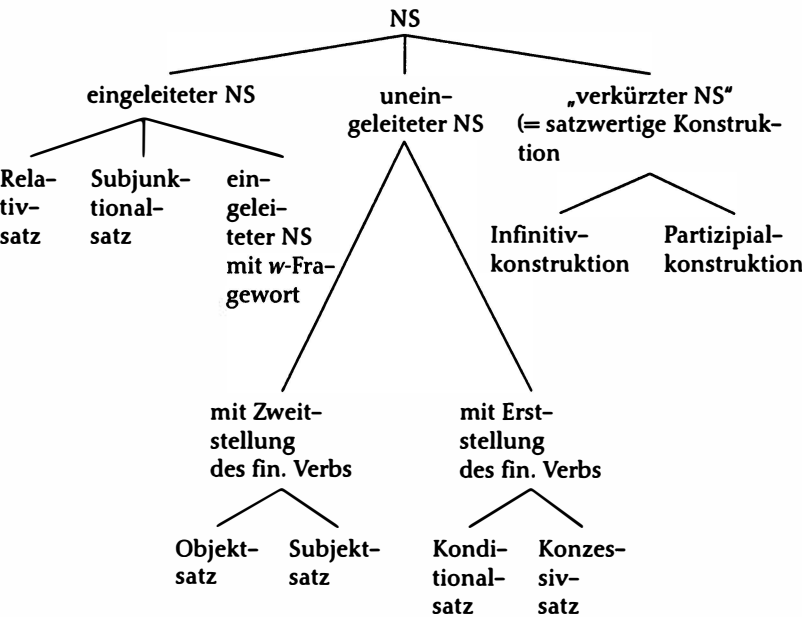 NS
eingeleiteter NS
unein–
geleiteter NS
„verkürzter NS“
(= satzwertige Konstruk–
tion
Rela–
tiv–
satz
Subjunk–
tional–
satz
ein–
gelei–
teter NS
mit w-Fra–
gewort
Infinitiv–
konstruktion
Partizipial–
konstruktion
mit Zweit–
stellung
des fin. Verbs
mit Erst–
stellung
des fin. Verbs
Objekt–
satz
Subjekt–
satz
Kondi–
tional–
satz
Konzes–
siv–
satz